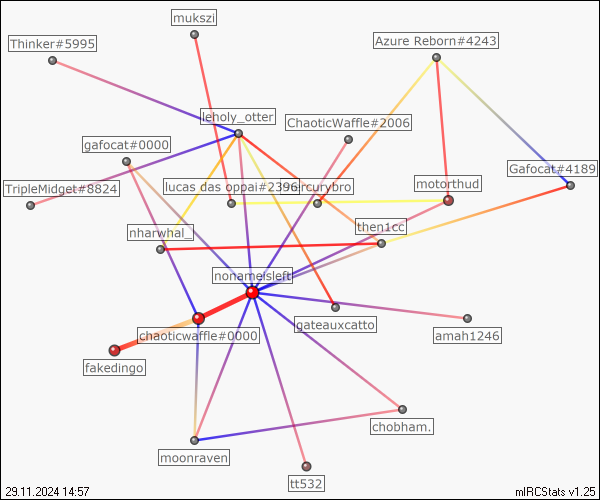 mukszi
Thinker#5995
Azure Reborn#4243
leholy_otter
ChaoticWaffle#2006
gafocat#0000
Gafocat#4189
TripleMidget#8824
lucas das oppai#2396
rcurybro
motorthud
nharwhal_
then1cc
nonameisleft
gateauxcatto
chaoticwaffle#0000
amah1246
fakedingo
chobham.
moonraven
tt532
29.11.2024 14:57
mIRCStats v1.25